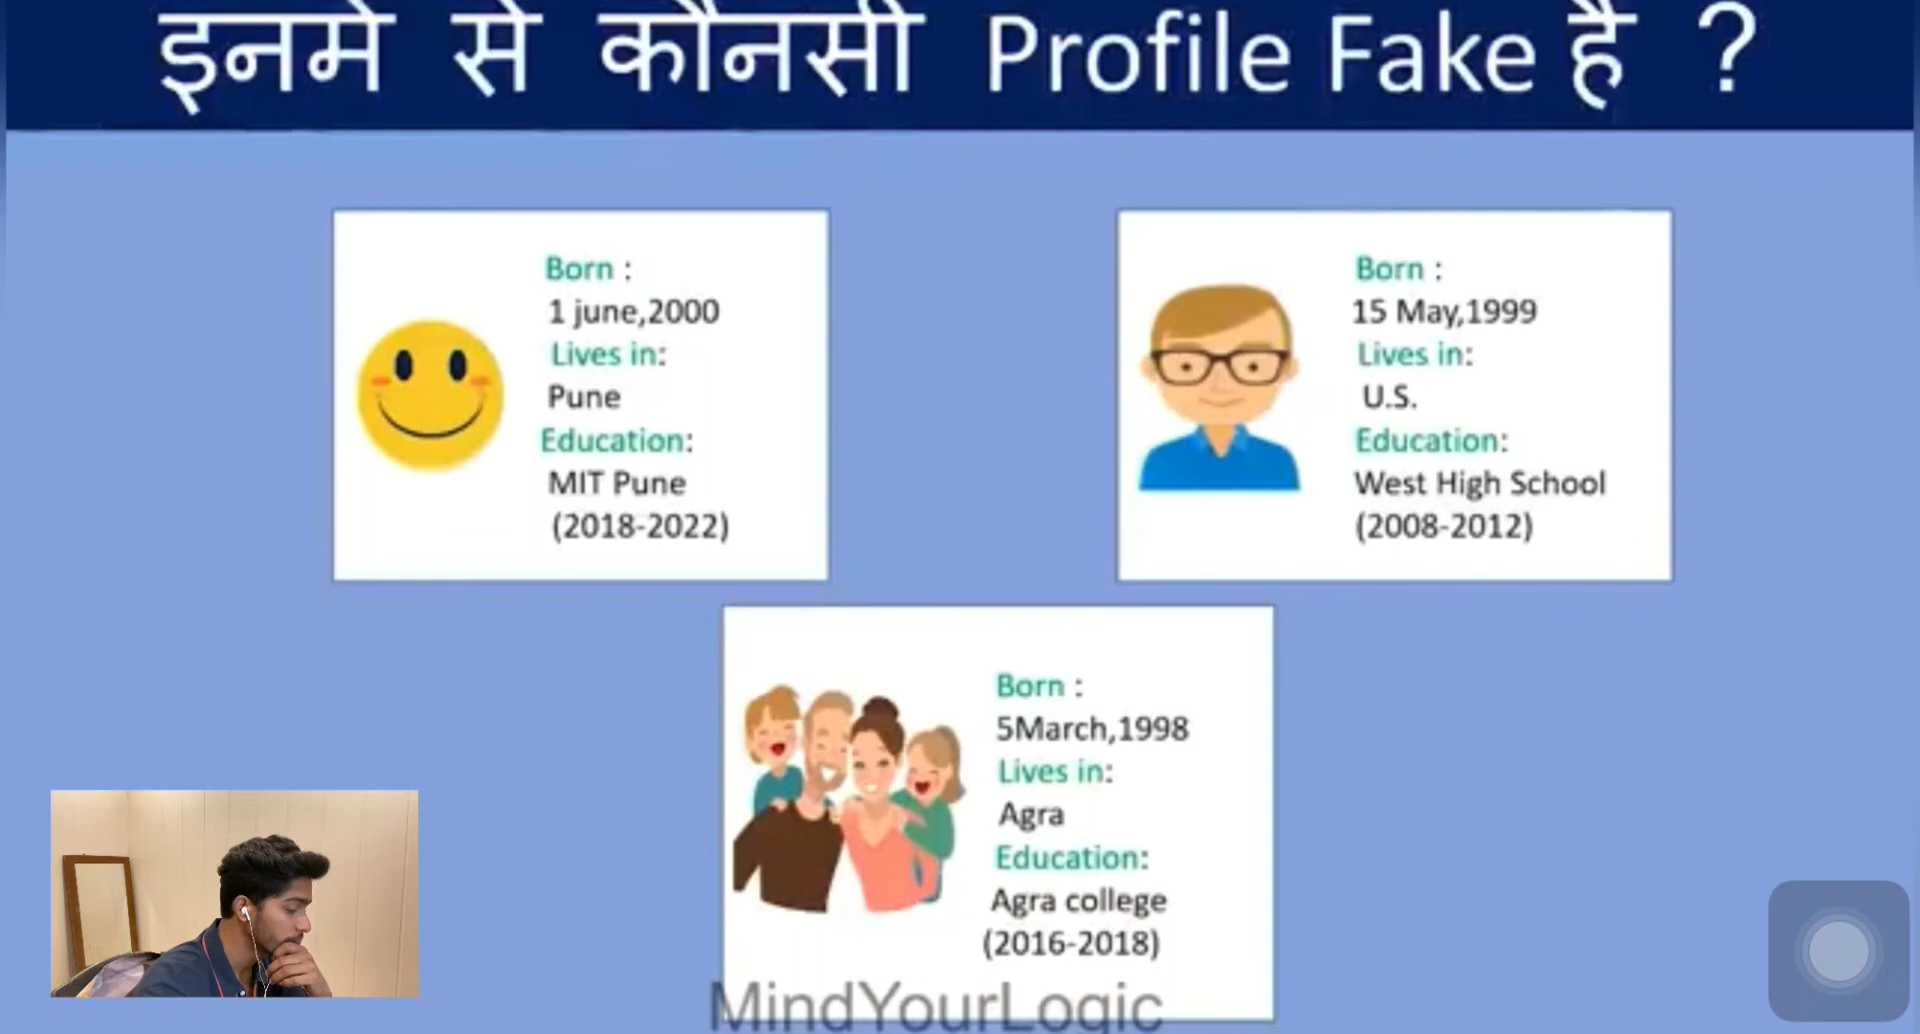 इनमे से कौनसी Profile Fake है ?
Born :
1 june,2000
Lives in:
Pune
Education:
MIT Pune
(2018-2022)
Born :
15 May,1999
Lives in:
U.S.
Education:
West High School
(2008-2012)
Born :
5March,1998
Lives in:
Agra
Education:
Agra college
(2016-2018)
MindYourLogic